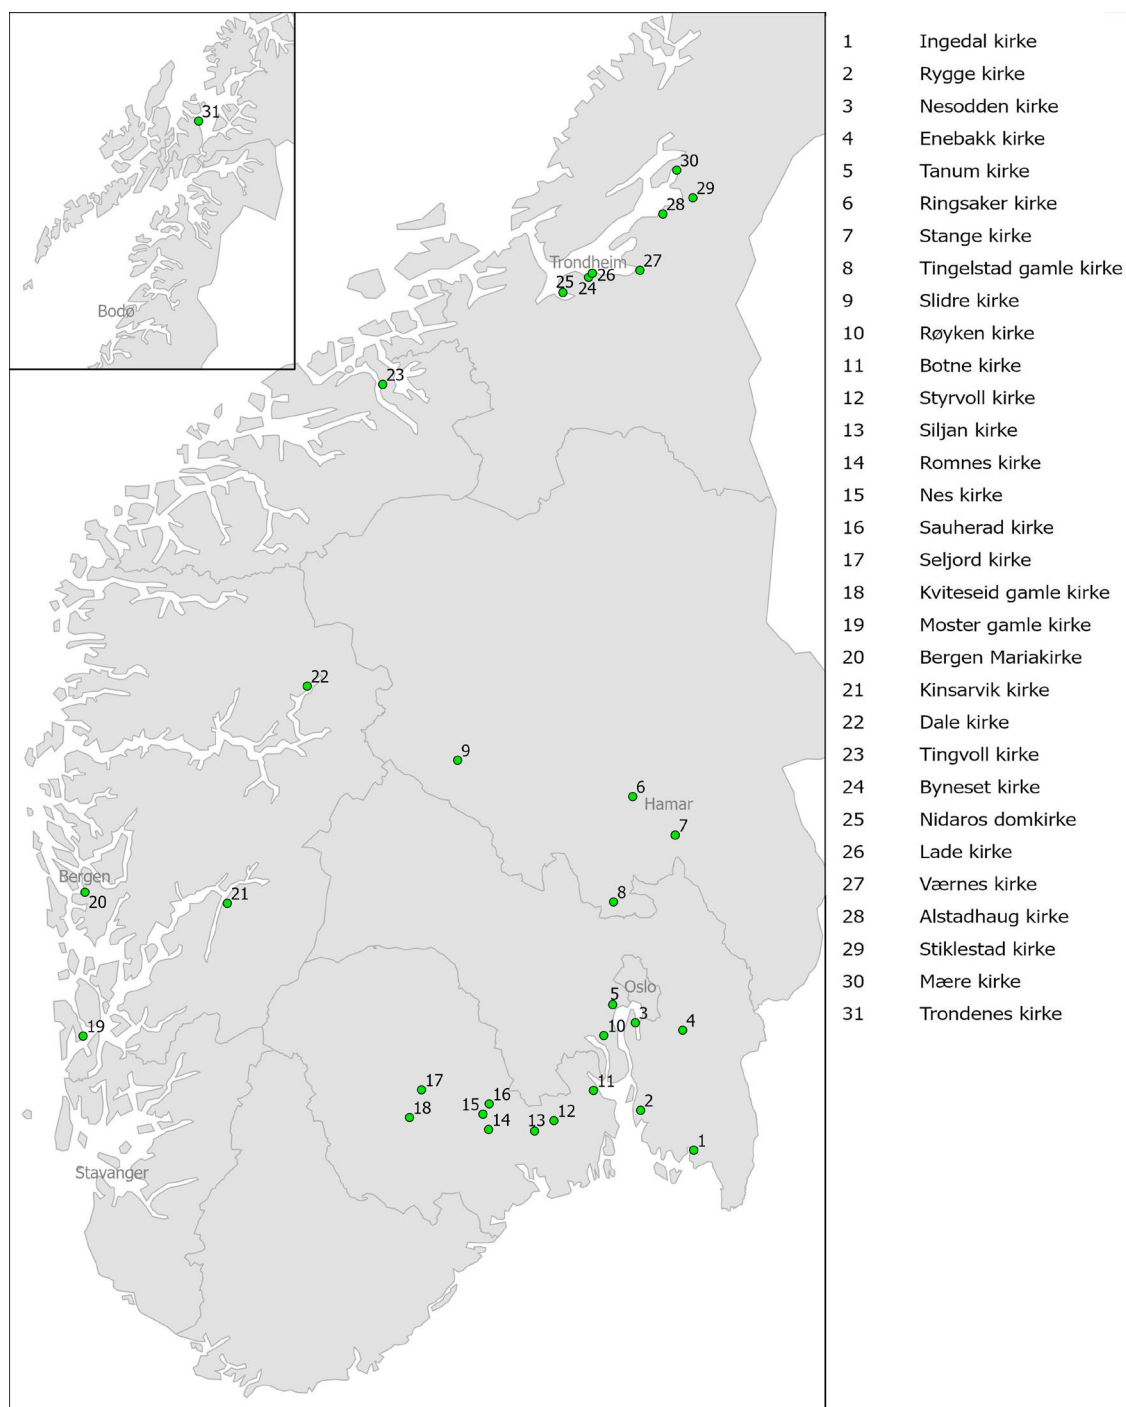 31
Bodø
30
29
28
27
Trondheim
26
25
24
23
22
9
6
Hamar
7
Bergen
20
21
8
5
Oslo
3
4
10
19
17
16
15
18
14
11
12
13
2
1
Stavanger
1 Ingedal kirke
2 Rygge kirke
3 Nesodden kirke
4 Enebakk kirke
5 Tanum kirke
6 Ringsaker kirke
7 Stange kirke
8 Tingelstad gamle kirke
9 Slidre kirke
10 Røyken kirke
11 Botne kirke
12 Styrvoll kirke
13 Siljan kirke
14 Romnes kirke
15 Nes kirke
16 Sauherad kirke
17 Seljord kirke
18 Kviteseid gamle kirke
19 Moster gamle kirke
20 Bergen Mariakirke
21 Kinsarvik kirke
22 Dale kirke
23 Tingvoll kirke
24 Byneset kirke
25 Nidaros domkirke
26 Lade kirke
27 Værnes kirke
28 Alstadhaug kirke
29 Stiklestad kirke
30 Mære kirke
31 Trondenes kirke